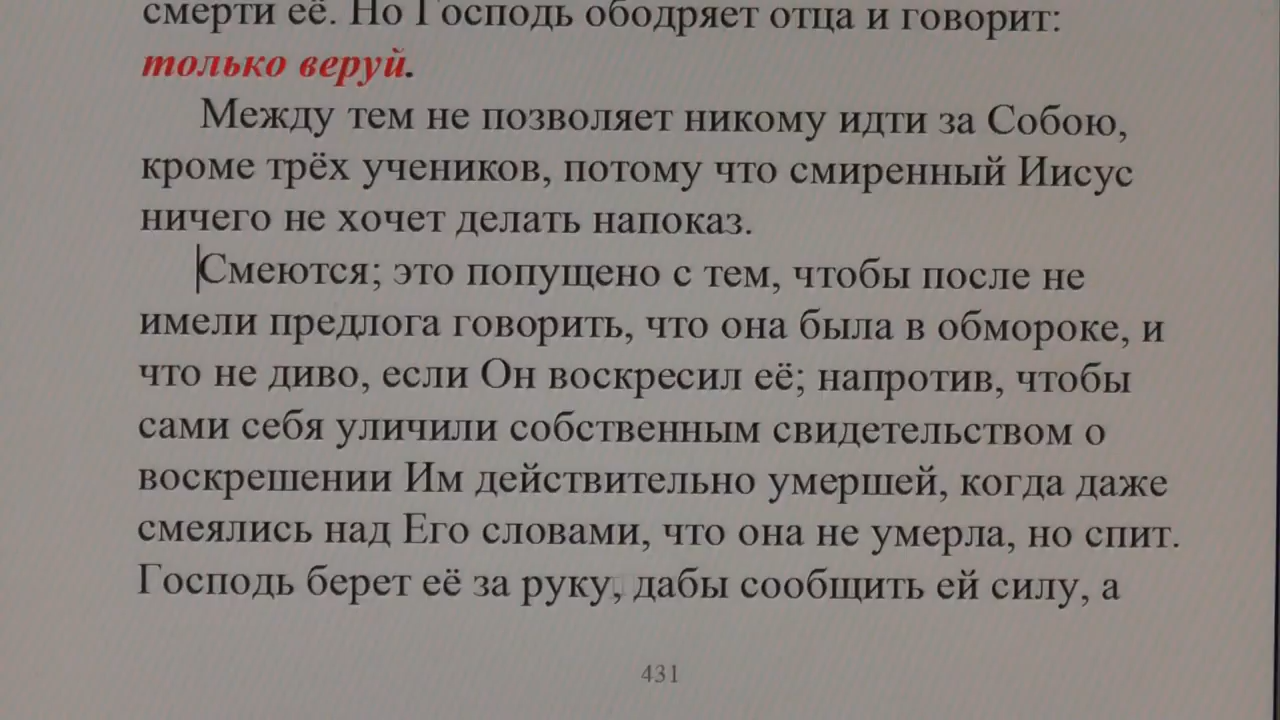 смерти её. Но Господь ободряет отца и говорит:
только веруй.
Между тем не позволяет никому идти за Собою,
кроме трёх учеников, потому что смиренный Иисус
ничего не хочет делать напоказ.
Смеются; это попущено с тем, чтобы после не
имели предлога говорить, что она была в обмороке, и
что не диво, если Он воскресил её; напротив, чтобы
сами себя уличили собственным свидетельством о
воскрешении Им действительно умершей, когда даже
смеялись над Его словами, что она не умерла, но спит.
Господь берет её за руку, дабы сообщить ей силу, а
431